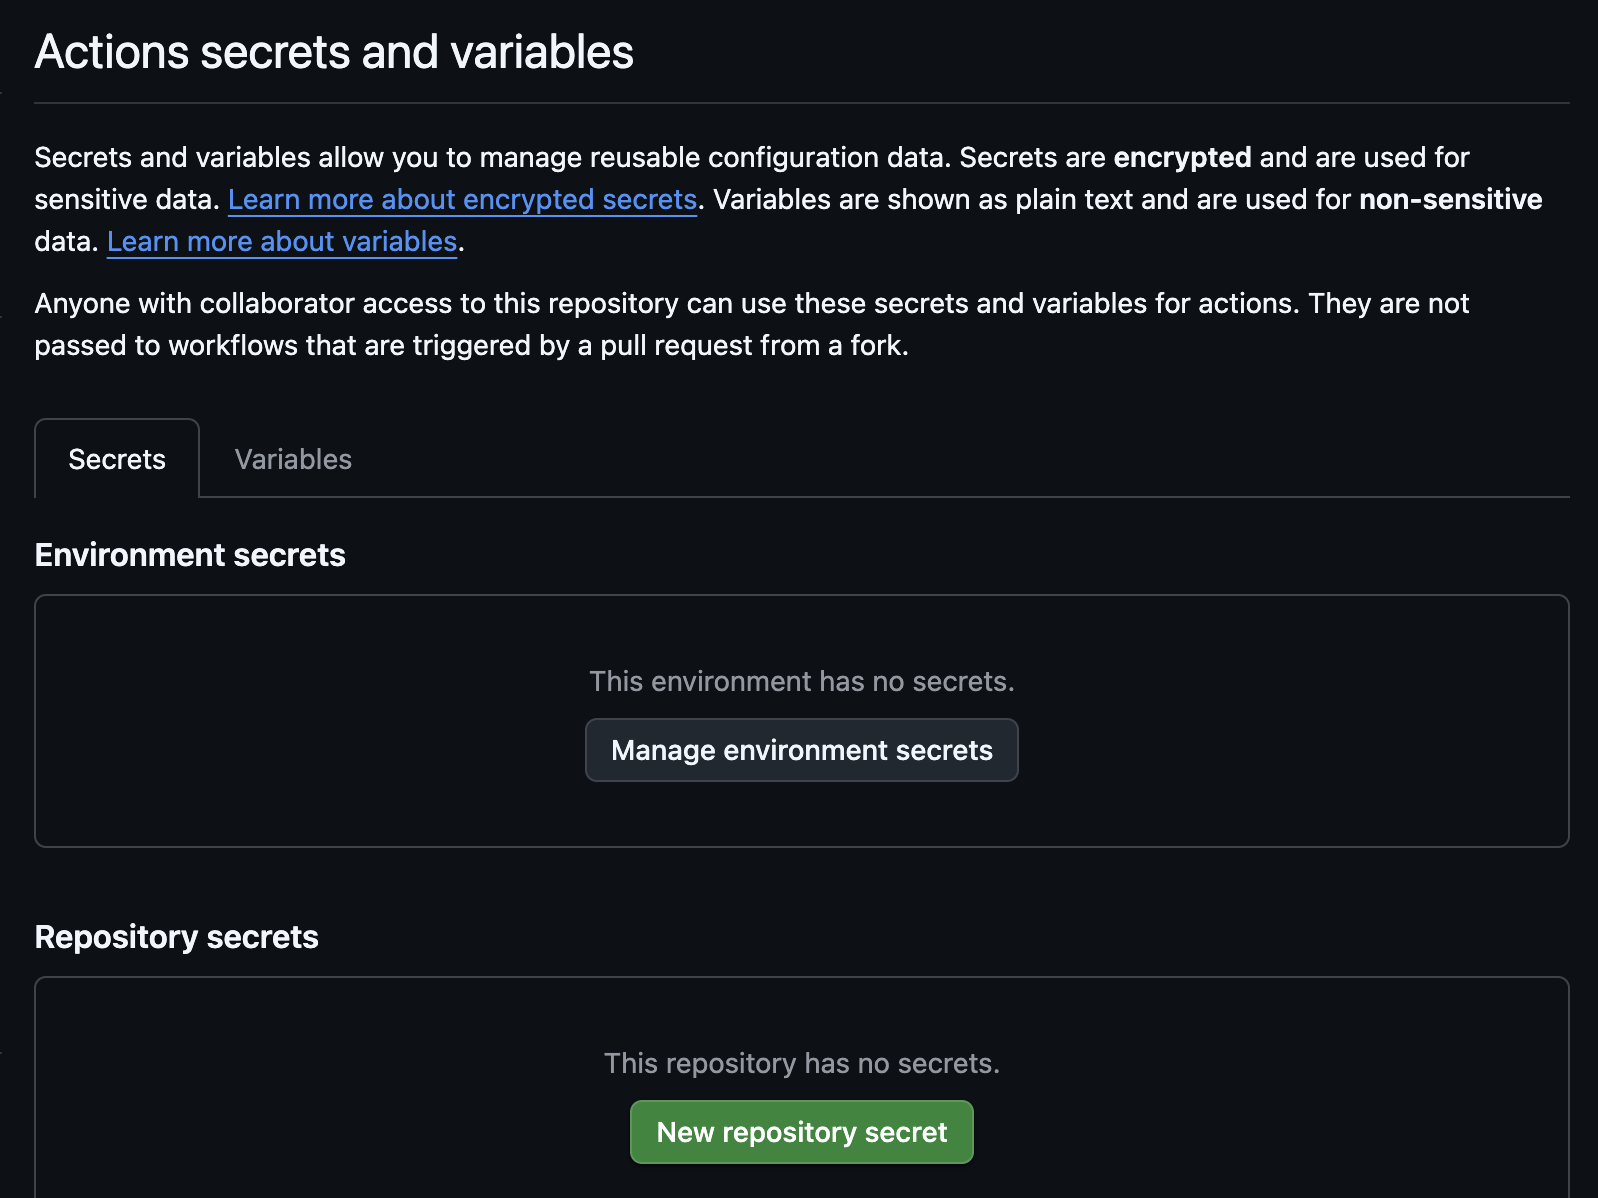 Actions secrets and variables
Secrets and variables allow you to manage reusable configuration data. Secrets are encrypted and are used for
sensitive data. Learn more about encrypted secrets. Variables are shown as plain text and are used for non-sensitive
data. Learn more about variables.
Anyone with collaborator access to this repository can use these secrets and variables for actions. They are not
passed to workflows that are triggered by a pull request from a fork.
Secrets Variables
Environment secrets
This environment has no secrets.
Manage environment secrets
Repository secrets
This repository has no secrets.
New repository secret